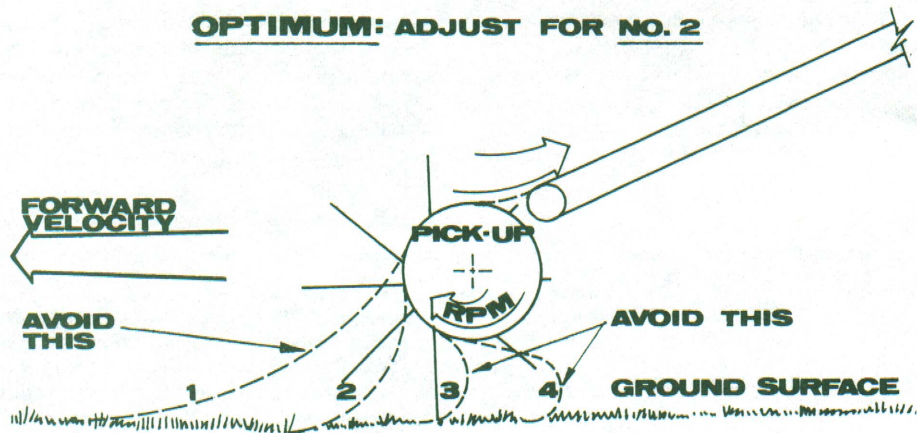 OPTIMUM: ADJUST FOR NO. 2
FORWARD
VELOCITY
PICK-UP
RPM
AVOID
THIS
AVOID THIS
1
2
3
4
GROUND SURFACE